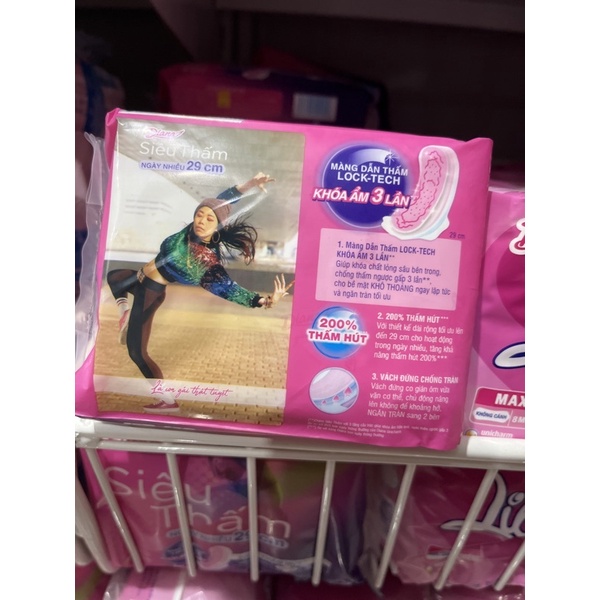 Diana
Siêu Thấm
NGÀY NHIỀU 29 cm
Là con gái thật tuyệt
MÀNG DẪN THẤM
LOCK-TECH
KHÓA ẨM 3 LẦN
29 cm
1. Màng Dẫn Thấm LOCK-TECH
KHÓA ẨM 3 LẦN**
Giúp khóa chất lỏng sâu bên trong,
chống thấm ngược gấp 3 lần**,
cho bề mặt KHÔ THOÁNG ngay lập tức
và ngăn tràn tối ưu
200%
THẤM HÚT
2. 200% THẤM HÚT***
Với thiết kế dài rộng tối ưu lên
đến 29 cm cho hoạt động
trong ngày nhiều, tăng khả
năng thấm hút 200%***
3. VÁCH ĐỨNG CHỐNG TRÀN
Vách đứng co giãn ôm vừa
vặn cơ thể, chủ động nâng
lên không để khoảng hở,
NGĂN TRÀN sang 2 bên
MAX
KHÔNG CÁNH
8 M
unicharm
Siêu
Thấm